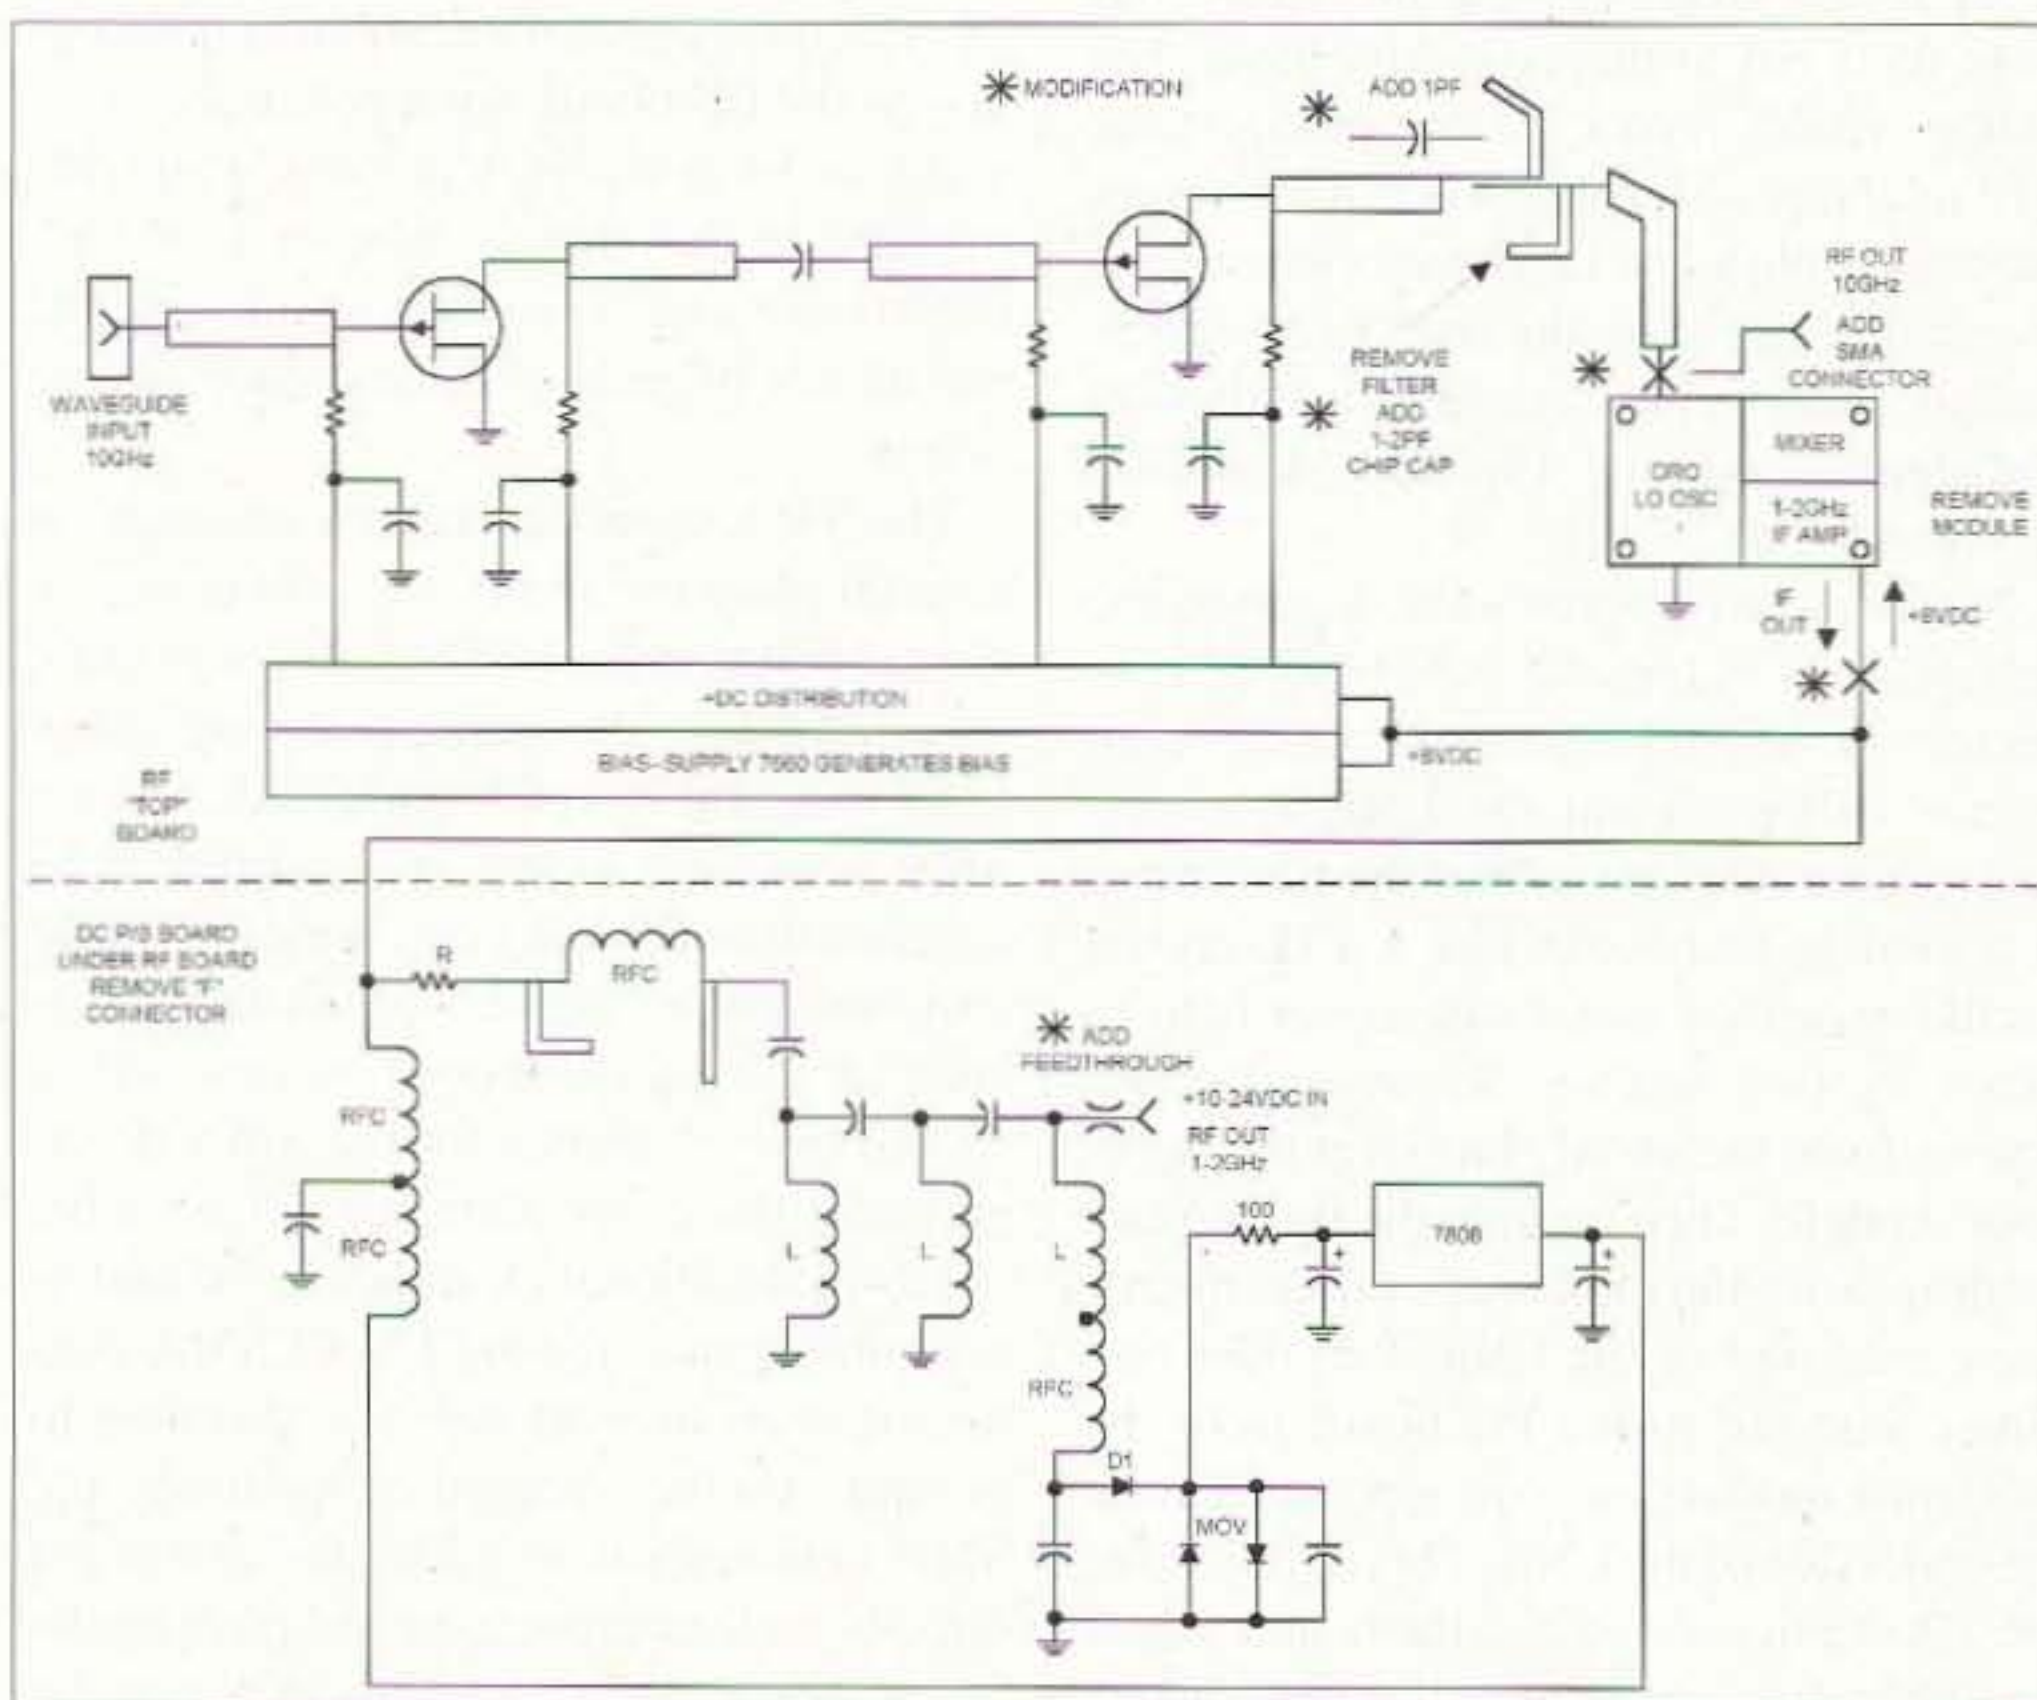 MODIFICATION
ADD 1PF
RF OUT
10GHz
ADD
SMA
CONNECTOR
WAVEGUIDE
INPUT
10GHz
REMOVE
FILTER
ADD
1-2PF
CHIP CAP
DRO
LO OSC
MIXER
1-2GHz
IF AMP
REMOVE
MODULE
IF
OUT
+8VDC
+DC DISTRIBUTION
BIAS-SUPPLY 7660 GENERATES BIAS
+8VDC
RF
"TOP"
BOARD
DC P/S BOARD
UNDER RF BOARD
REMOVE "F"
CONNECTOR
R
RFC
ADD
FEEDTHROUGH
+10-24VDC IN
RF OUT
1-2GHz
RFC
RFC
L
L
L
100
+
7808
+
RFC
D1
MOV